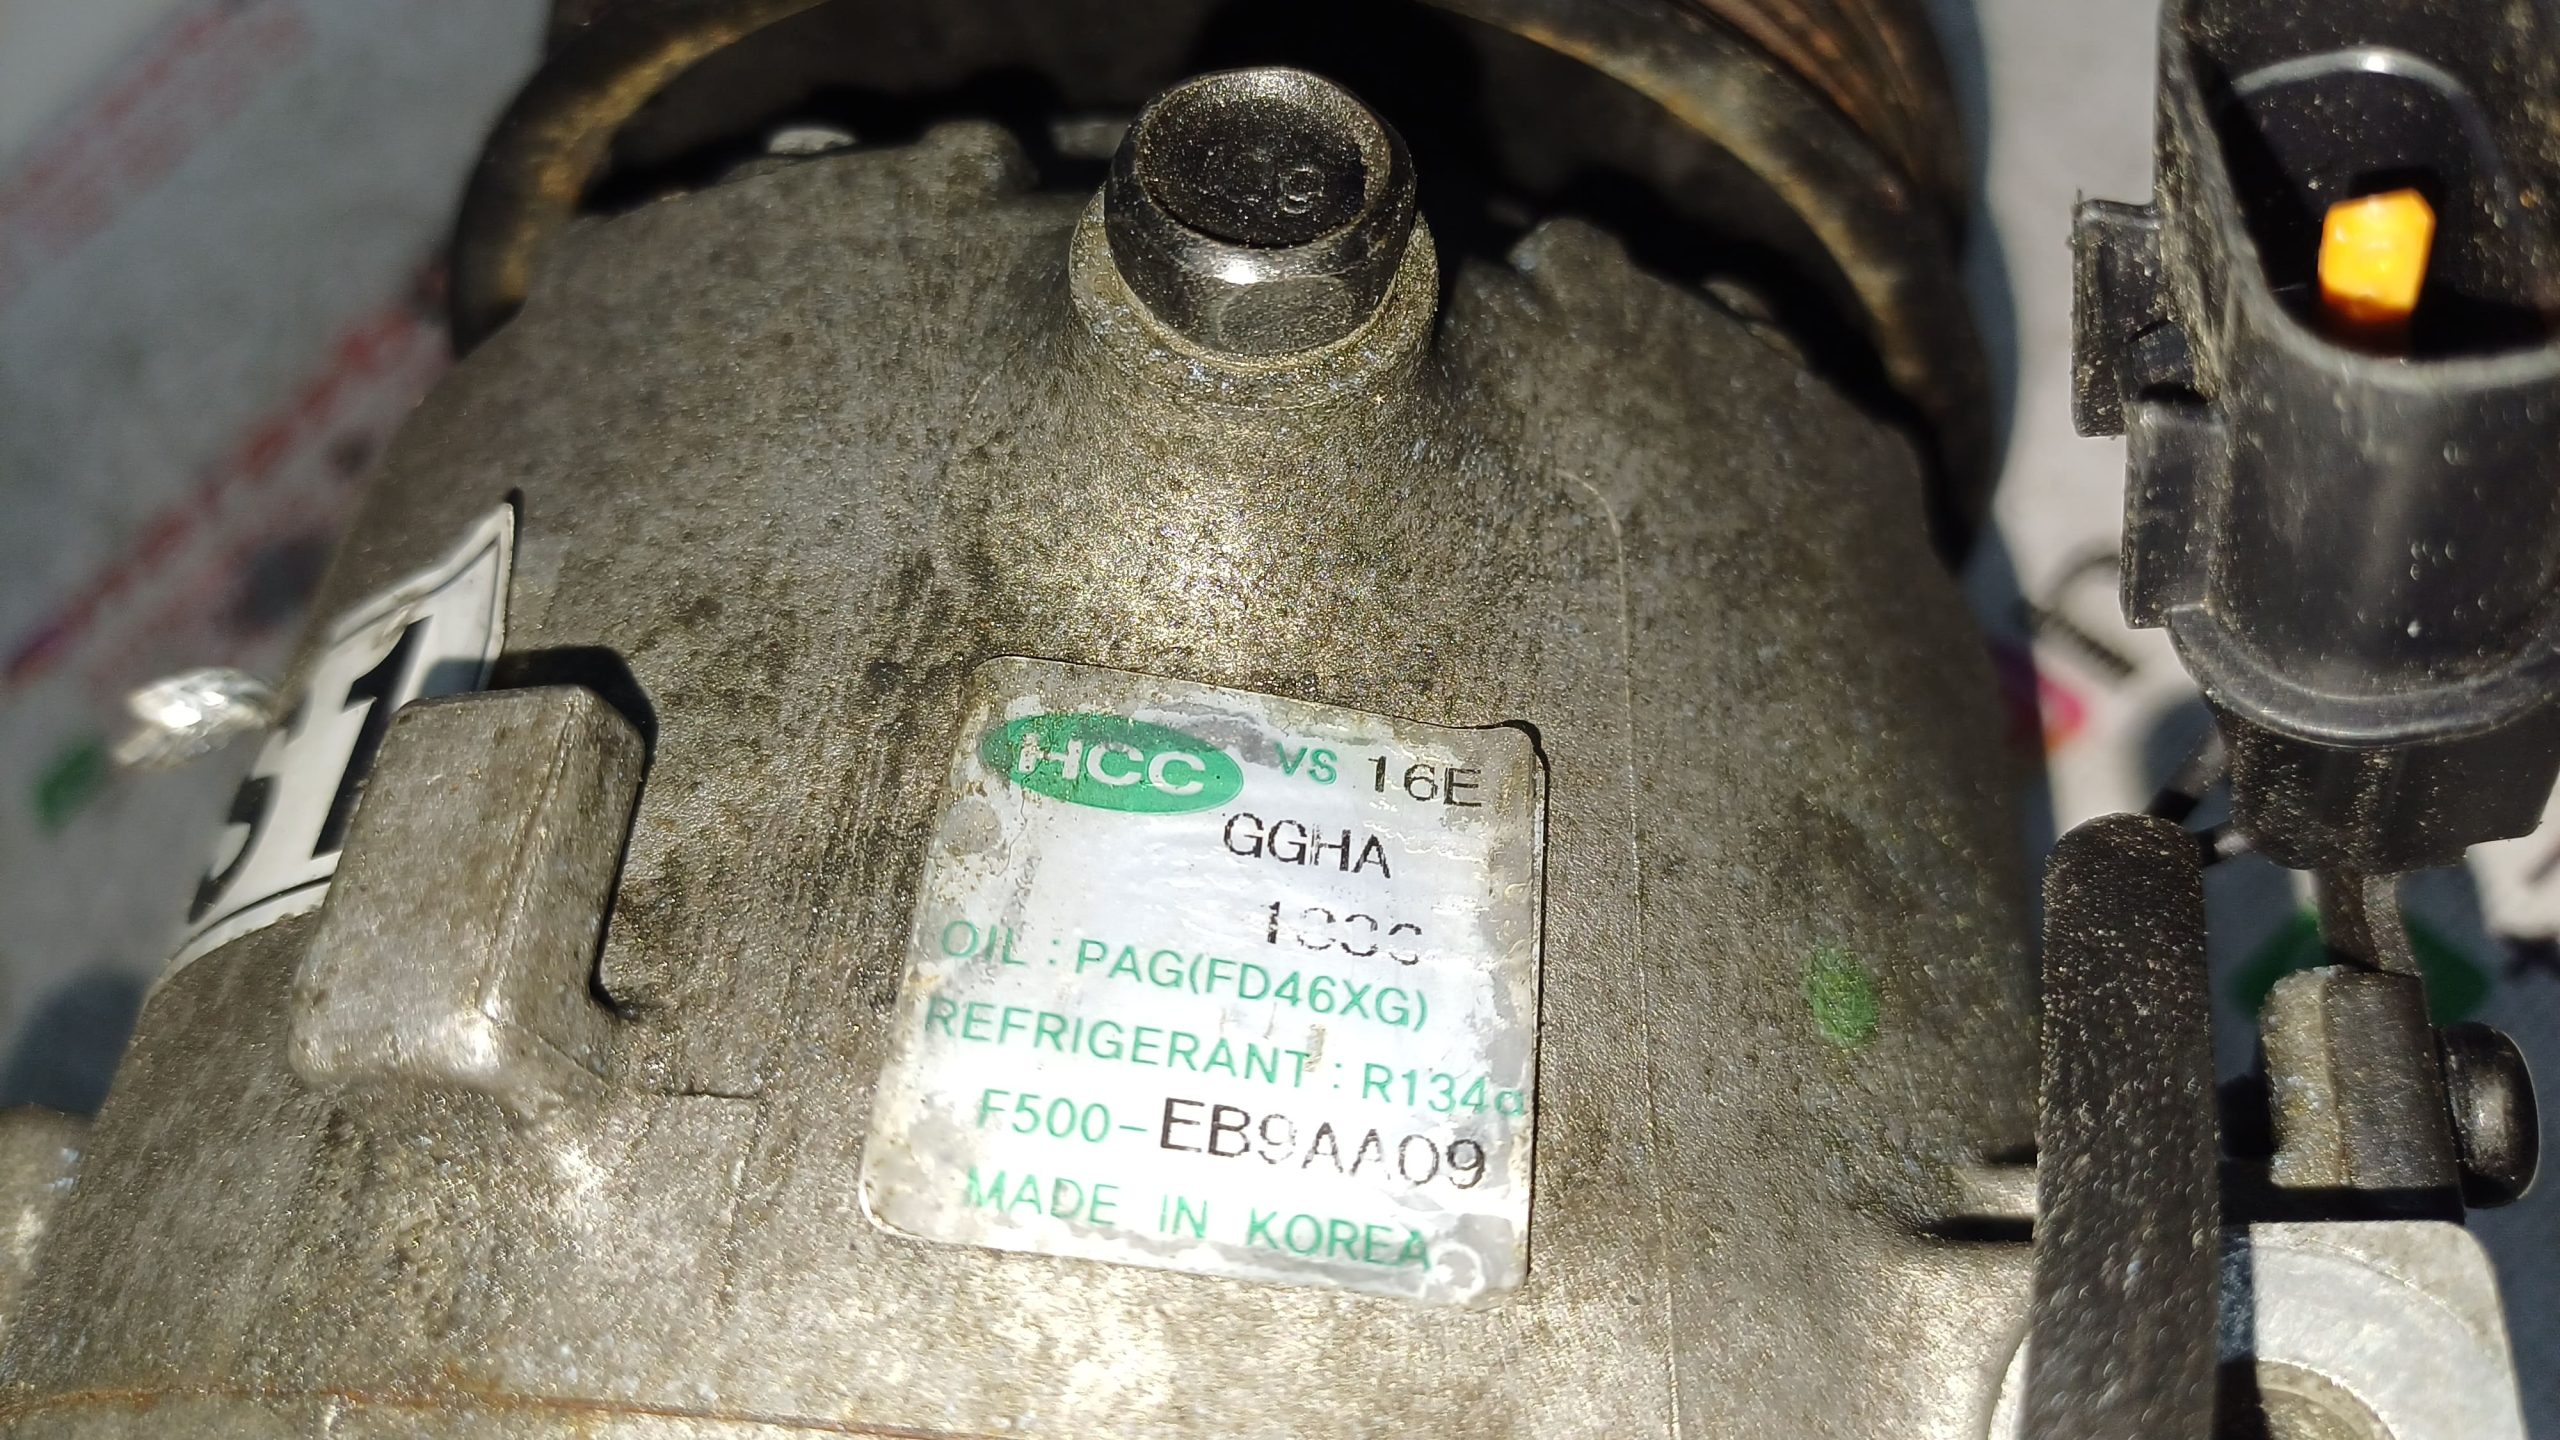 HCC VS 16E
GGHA
OIL : PAG(FD46XG)
REFRIGERANT : R134a
F500-EB9AA09
MADE IN KOREA